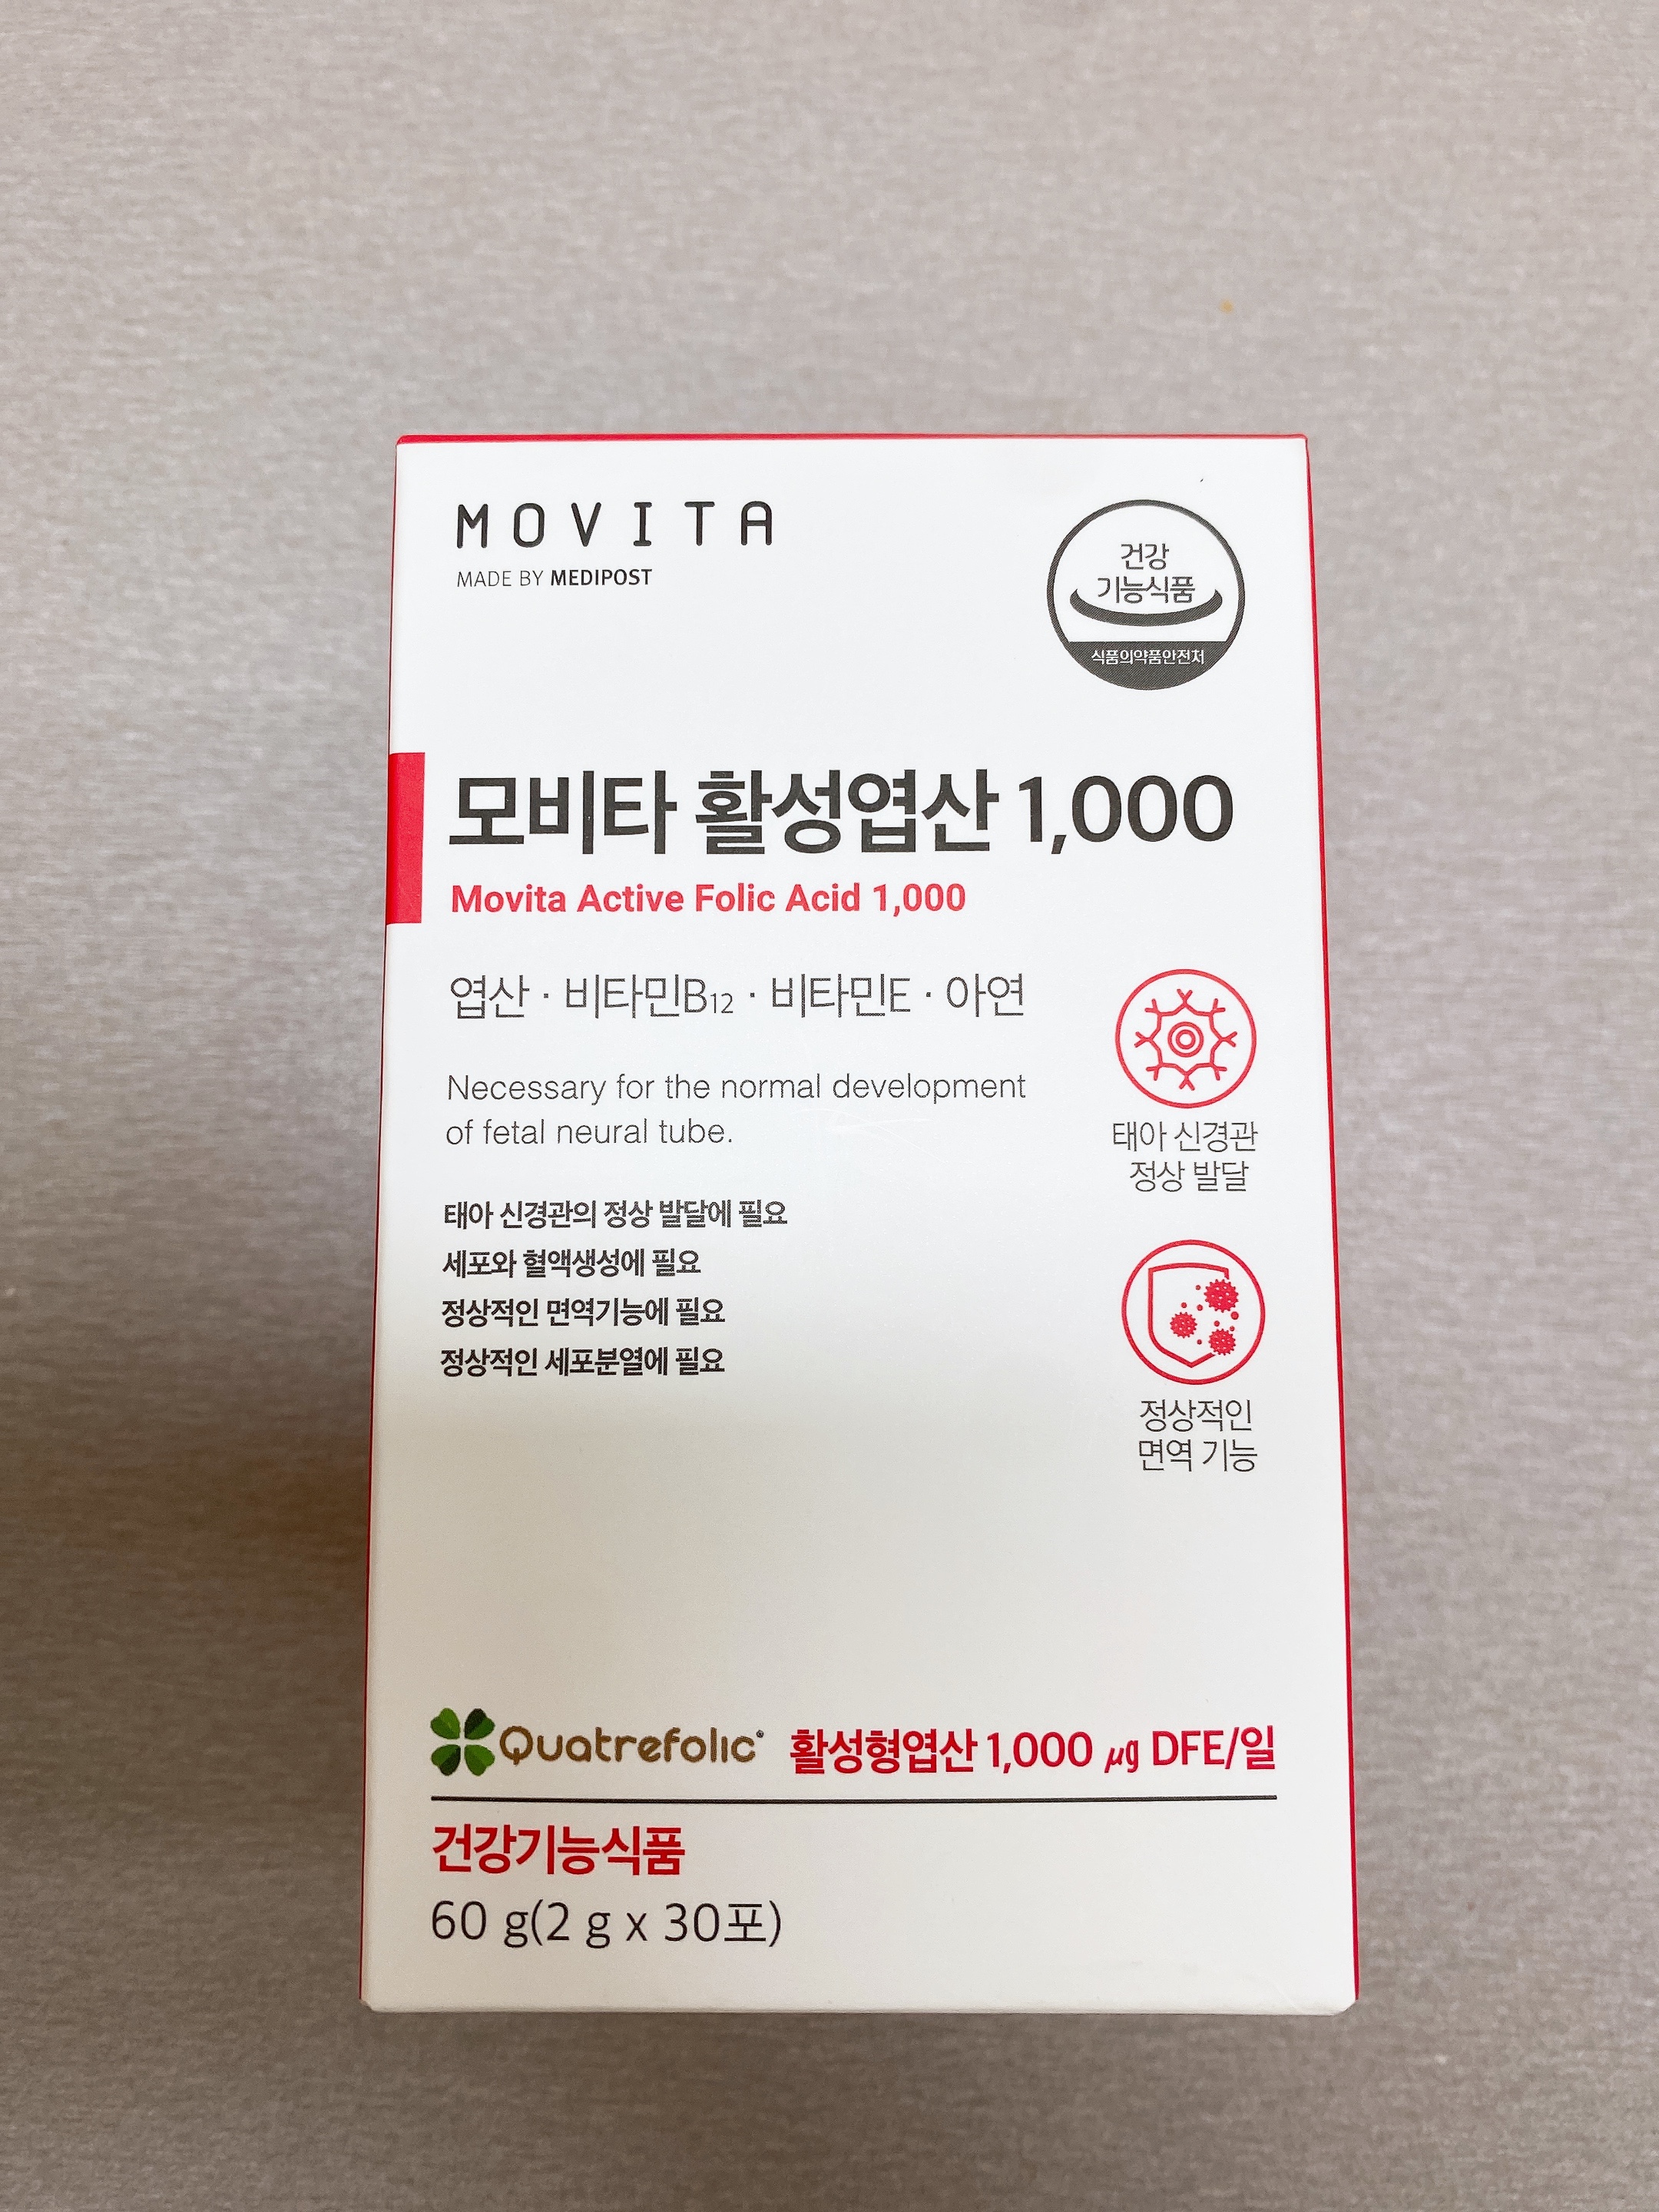 MOVITA
MADE BY MEDIPOST
건강
기능식품
식품의약품안전처
모비타 활성엽산 1,000
Movita Active Folic Acid 1,000
엽산 · 비타민B12 · 비타민E · 아연
Necessary for the normal development
of fetal neural tube.
태아 신경관의 정상 발달에 필요
세포와 혈액생성에 필요
정상적인 면역기능에 필요
정상적인 세포분열에 필요
태아 신경관
정상 발달
정상적인
면역 기능
Quatrefolic® 활성형엽산 1,000 ㎍ DFE/일
건강기능식품
60 g(2 g x 30포)